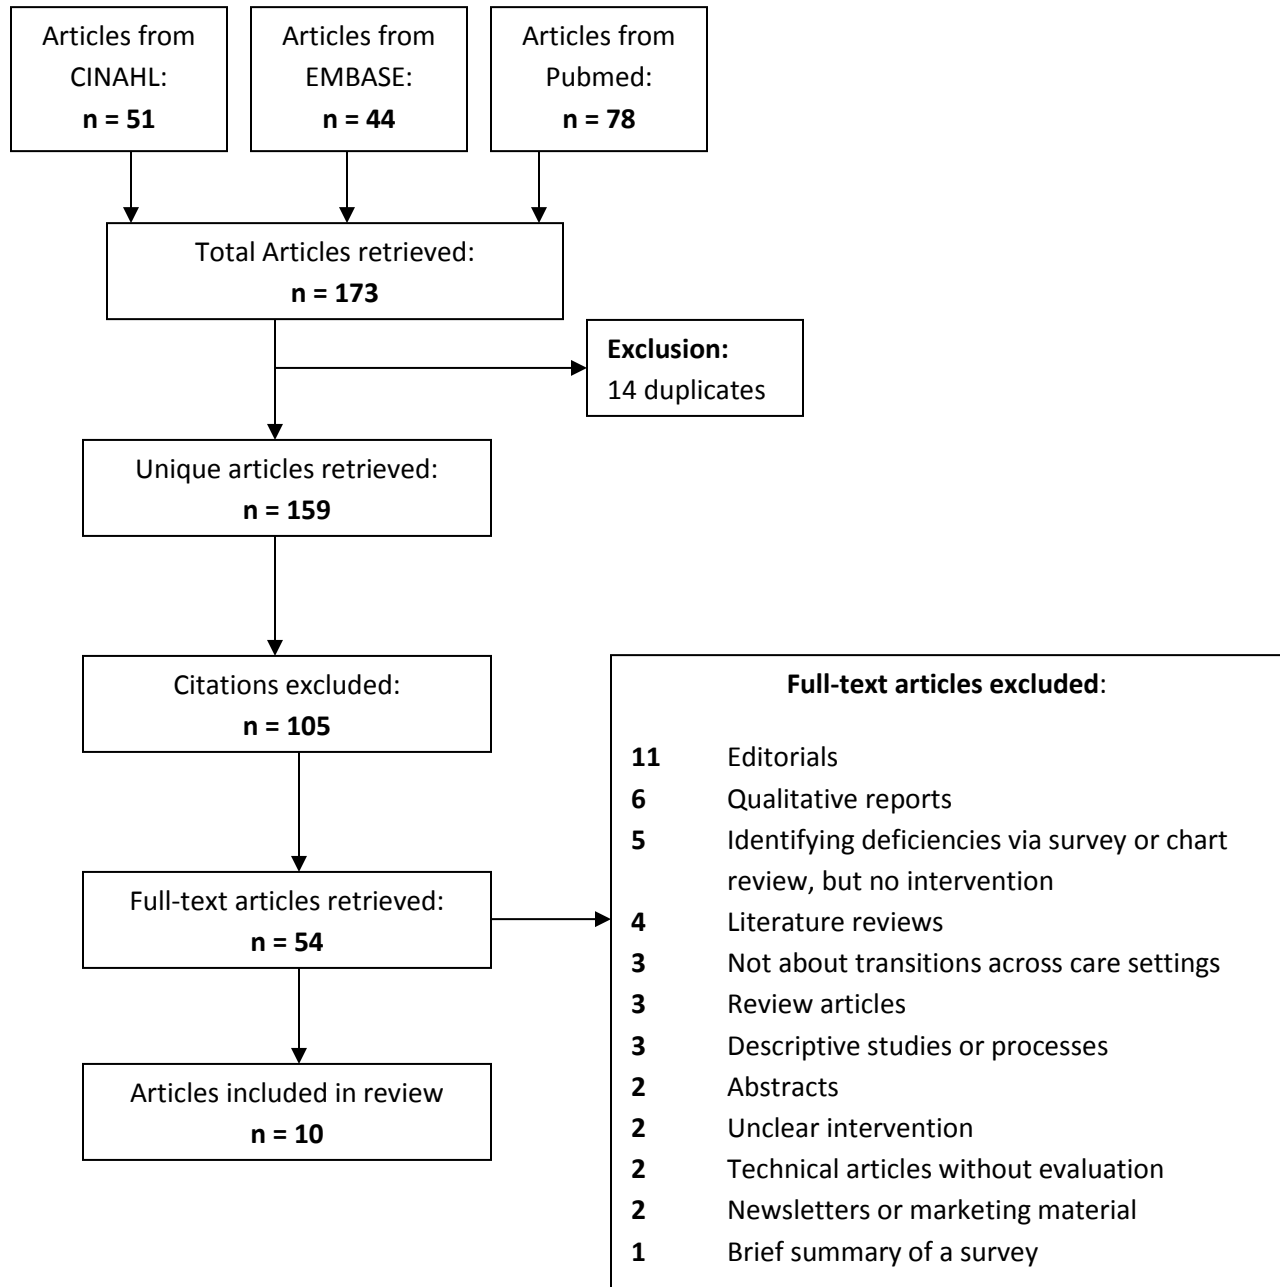 Articles from
CINAHL:
n = 51
Articles from
EMBASE:
n = 44
Articles from
Pubmed:
n = 78
Total Articles retrieved:
n = 173
Exclusion:
14 duplicates
Unique articles retrieved:
n = 159
Citations excluded:
n = 105
Full-text articles retrieved:
n = 54
Articles included in review
n = 10
Full-text articles excluded:
11 Editorials
6 Qualitative reports
5 Identifying deficiencies via survey or chart
review, but no intervention
4 Literature reviews
3 Not about transitions across care settings
3 Review articles
3 Descriptive studies or processes
2 Abstracts
2 Unclear intervention
2 Technical articles without evaluation
2 Newsletters or marketing material
1 Brief summary of a survey